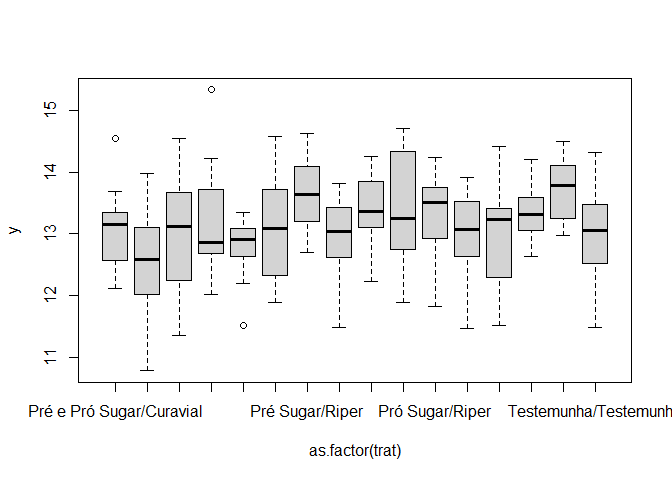 15
14
13
12
11
y
Pré e Pró Sugar/Curavial
Pré Sugar/Riper
Pró Sugar/Riper
Testemunha/Testemunh
as.factor(trat)